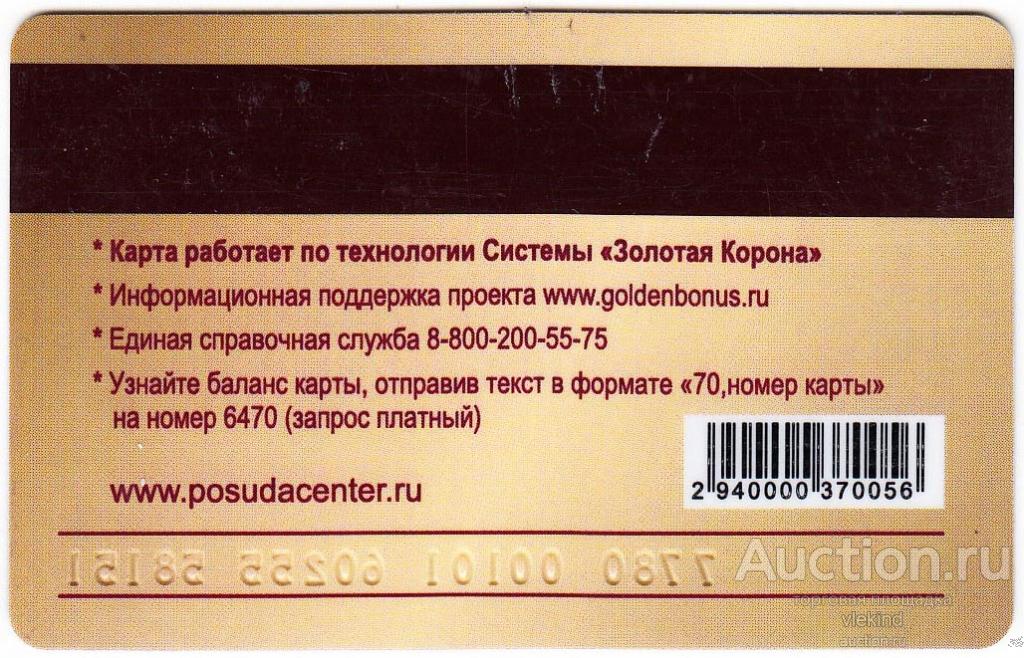 * Карта работает по технологии Системы «Золотая Корона»
* Информационная поддержка проекта www.goldenbonus.ru
* Единая справочная служба 8-800-200-55-75
* Узнайте баланс карты, отправив текст в формате «70,номер карты»
на номер 6470 (запрос платный)
www.posudacenter.ru
2 940000 370056
7780 00101 60255 58151
Auction.ru
торговая площадка
vlekind
auction.ru